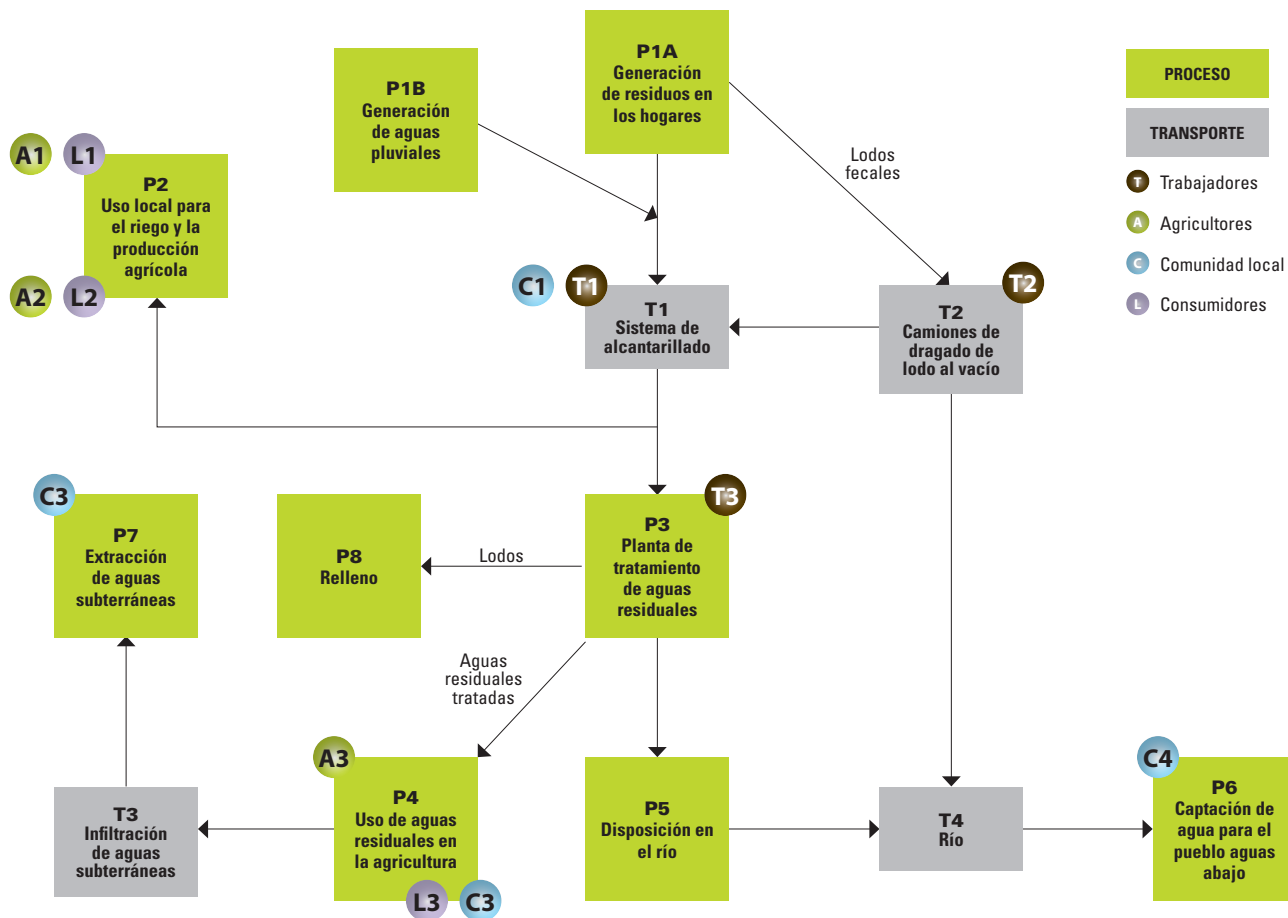 P1A
Generación
de residuos en
los hogares
P1B
Generación
de aguas
pluviales
PROCESO
TRANSPORTE
T Trabajadores
A Agricultores
C Comunidad local
L Consumidores
Lodos
fecales
A1
L1
P2
Uso local para
el riego y la
producción
agrícola
A2
L2
C1
T1
T1
Sistema de
alcantarillado
T2
T2
Camiones de
dragado de
lodo al vacío
C3
P7
Extracción
de aguas
subterráneas
P8
Relleno
Lodos
T3
P3
Planta de
tratamiento
de aguas
residuales
Aguas
residuales
tratadas
T3
Infiltración
de aguas
subterráneas
A3
P4
Uso de aguas
residuales en
la agricultura
L3
C3
P5
Disposición en
el río
T4
Río
C4
P6
Captación de
agua para el
pueblo aguas
abajo